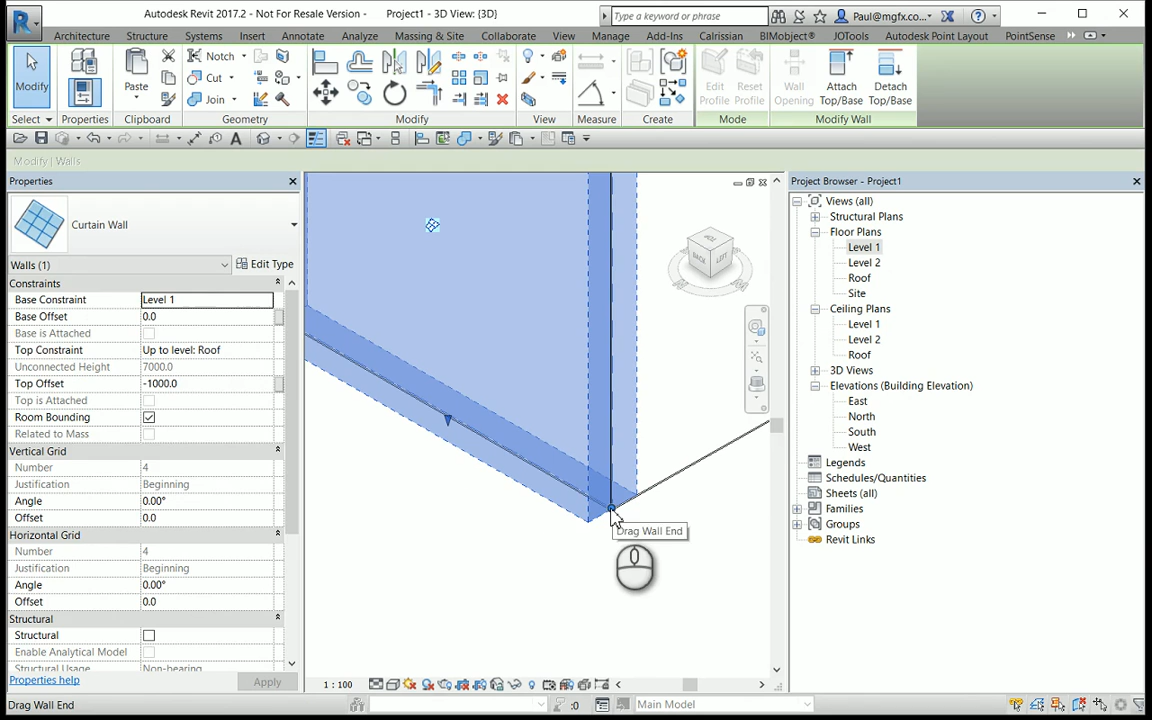 Autodesk Revit 2017.2 - Not For Resale Version - Project1 - 3D View: {3D}
Type a keyword or phrase
Paul@mgfx.co.uk...
Architecture Structure Systems Insert Annotate Analyze Massing & Site Collaborate View Manage Add-Ins Calrissian BIMobject® JOTools Autodesk Point Layout PointSense
Modify
Paste
Notch
Cut
Join
Edit Profile
Reset Profile
Wall Opening
Attach Top/Base
Detach Top/Base
Select Properties Clipboard Geometry Modify View Measure Create Mode Modify Wall
Modify | Walls
Properties
Curtain Wall
Walls (1)
Edit Type
Constraints
Base Constraint Level 1
Base Offset 0.0
Base is Attached
Top Constraint Up to level: Roof
Unconnected Height 7000.0
Top Offset -1000.0
Top is Attached
Room Bounding
Related to Mass
Vertical Grid
Number 4
Justification Beginning
Angle 0.00°
Offset 0.0
Horizontal Grid
Number 4
Justification Beginning
Angle 0.00°
Offset 0.0
Structural
Structural
Enable Analytical Model
Structural Usage Non-bearing
Properties help
Apply
BACK LEFT
Drag Wall End
Project Browser - Project1
Views (all)
Structural Plans
Floor Plans
Level 1
Level 2
Roof
Site
Ceiling Plans
Level 1
Level 2
Roof
3D Views
Elevations (Building Elevation)
East
North
South
West
Legends
Schedules/Quantities
Sheets (all)
Families
Groups
Revit Links
1 : 100
Drag Wall End
:0
Main Model